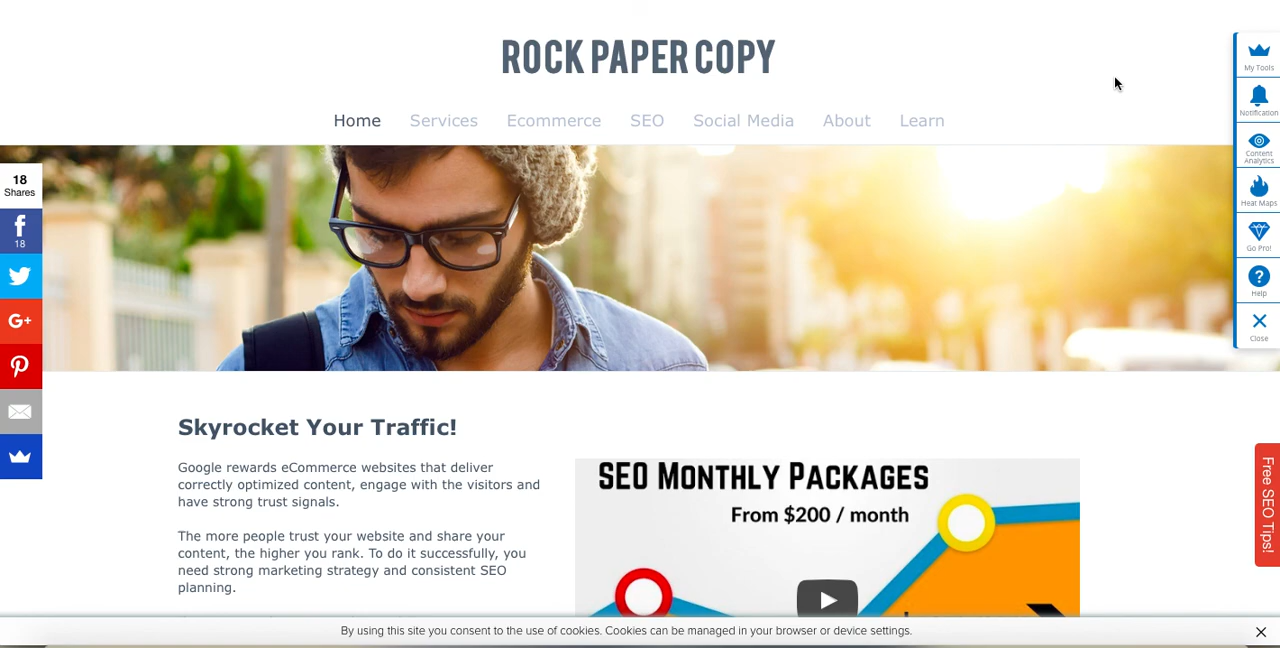 ROCK PAPER COPY
Home Services Ecommerce SEO Social Media About Learn
18
Shares
f
18
G+
My Tools
Notification
Content
Analytics
Heat Maps
Go Pro!
?
Help
Close
Skyrocket Your Traffic!
Google rewards eCommerce websites that deliver
correctly optimized content, engage with the visitors and
have strong trust signals.
The more people trust your website and share your
content, the higher you rank. To do it successfully, you
need strong marketing strategy and consistent SEO
planning.
SEO MONTHLY PACKAGES
From $200 / month
Free SEO Tips!
By using this site you consent to the use of cookies. Cookies can be managed in your browser or device settings.